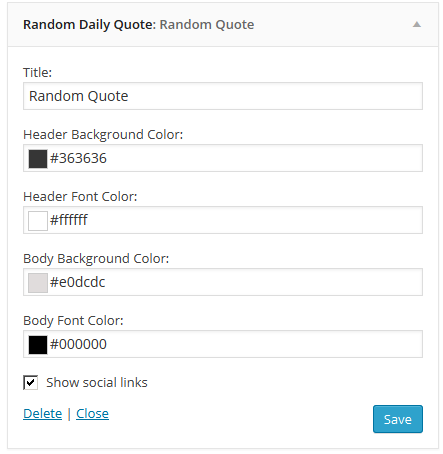 Random Daily Quote: Random Quote
Title:
Random Quote
Header Background Color:
#363636
Header Font Color:
#ffffff
Body Background Color:
#e0dcdc
Body Font Color:
#000000
Show social links
Delete | Close
Save